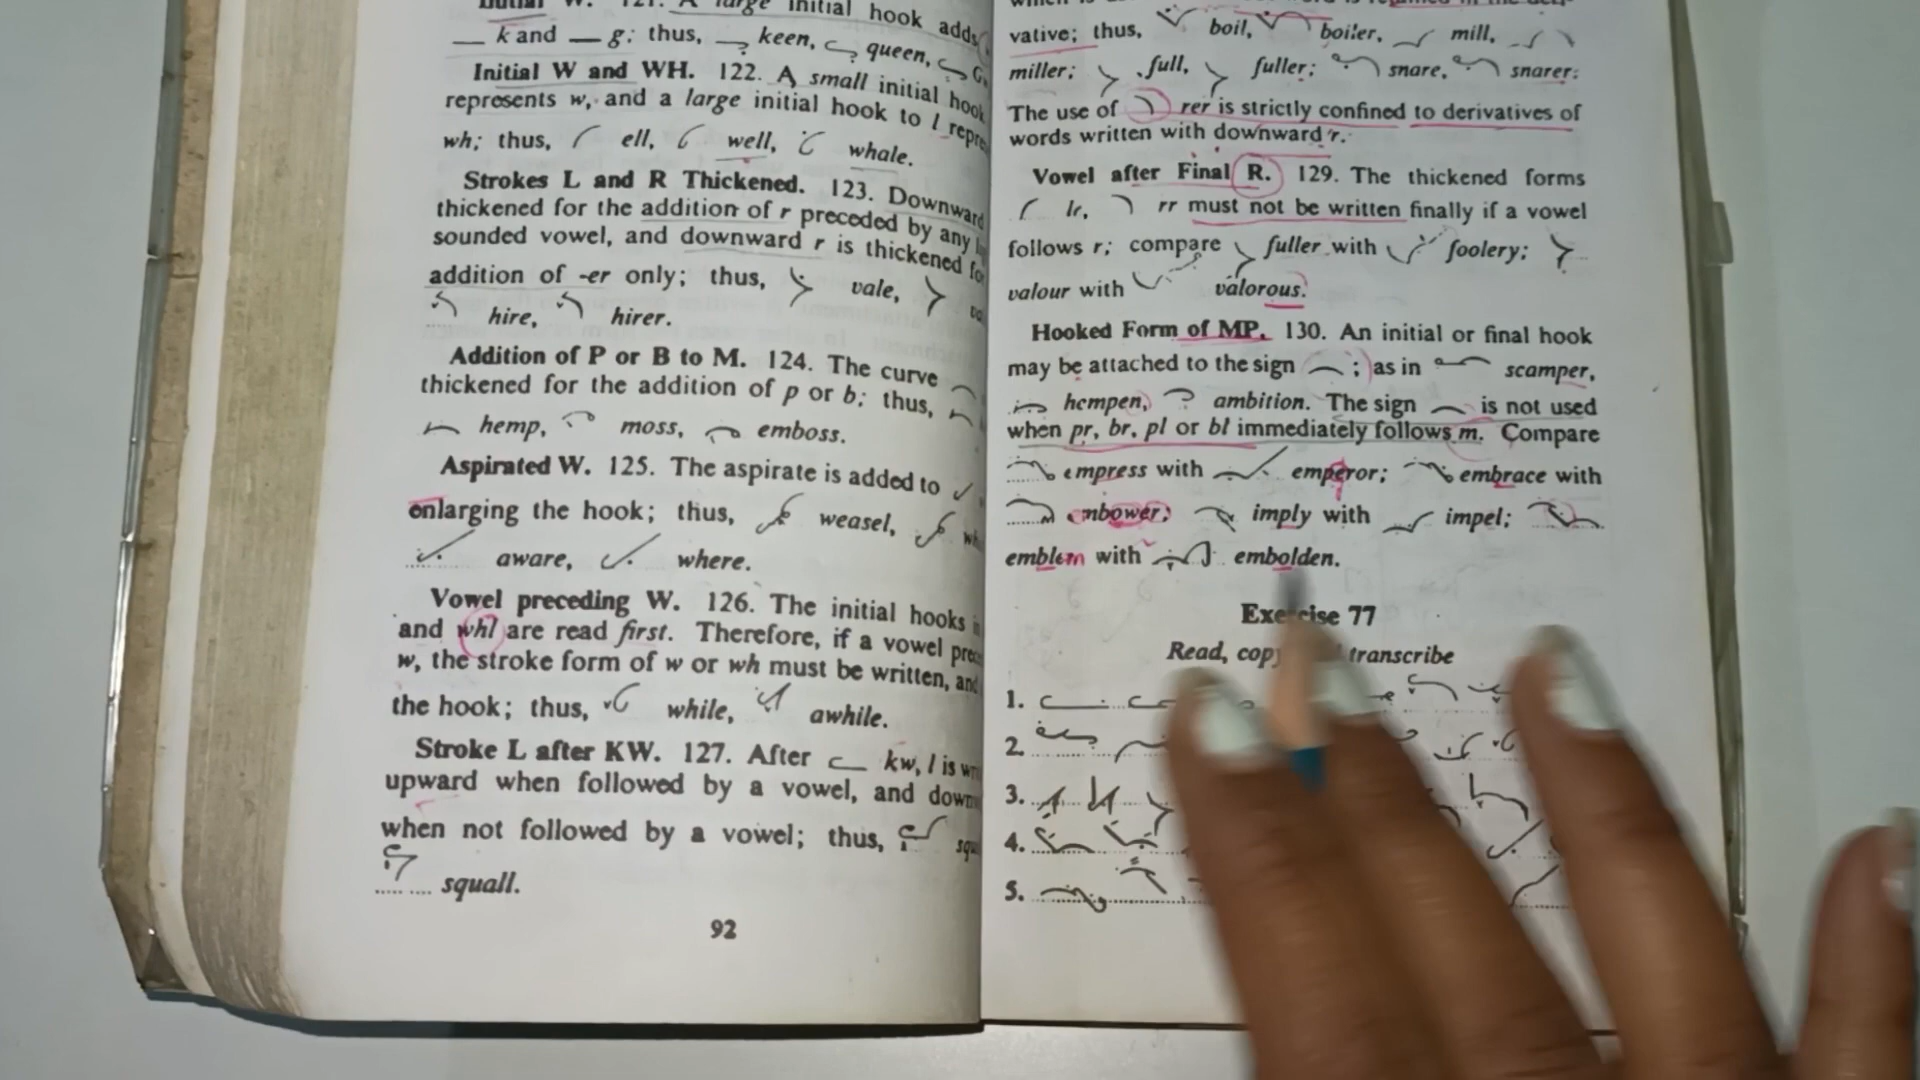 Initial W. 121. A large initial hook adds
k and g; thus, keen, queen,
Initial W and WH. 122. A small initial hook
represents w, and a large initial hook to l
wh; thus, ell, well, whale.
Strokes L and R Thickened. 123. Downward
thickened for the addition of r preceded by any
sounded vowel, and downward r is thickened
addition of -er only; thus, vale,
hire, hirer.
Addition of P or B to M. 124. The curve
thickened for the addition of p or b; thus,
hemp, moss, emboss.
Aspirated W. 125. The aspirate is added to
enlarging the hook; thus, weasel,
aware, where.
Vowel preceding W. 126. The initial hooks
and whl are read first. Therefore, if a vowel
w, the stroke form of w or wh must be written,
the hook; thus, while, awhile.
Stroke L after KW. 127. After kw, l is
upward when followed by a vowel, and
when not followed by a vowel; thus,
squall.
92
vative; thus, boil, boiler, mill,
miller; full, fuller; snare, snarer.
The use of rer is strictly confined to derivatives of
words written with downward r.
Vowel after Final R. 129. The thickened forms
lr, rr must not be written finally if a vowel
follows r; compare fuller with foolery;
valour with valorous.
Hooked Form of MP. 130. An initial or final hook
may be attached to the sign ; as in scamper,
hempen, ambition. The sign is not used
when pr, br, pl or bl immediately follows m. Compare
empress with emperor; embrace with
embower; imply with impel;
emblem with embolden.
Exercise 77
Read, copy transcribe
1.
2.
3.
4.
5.